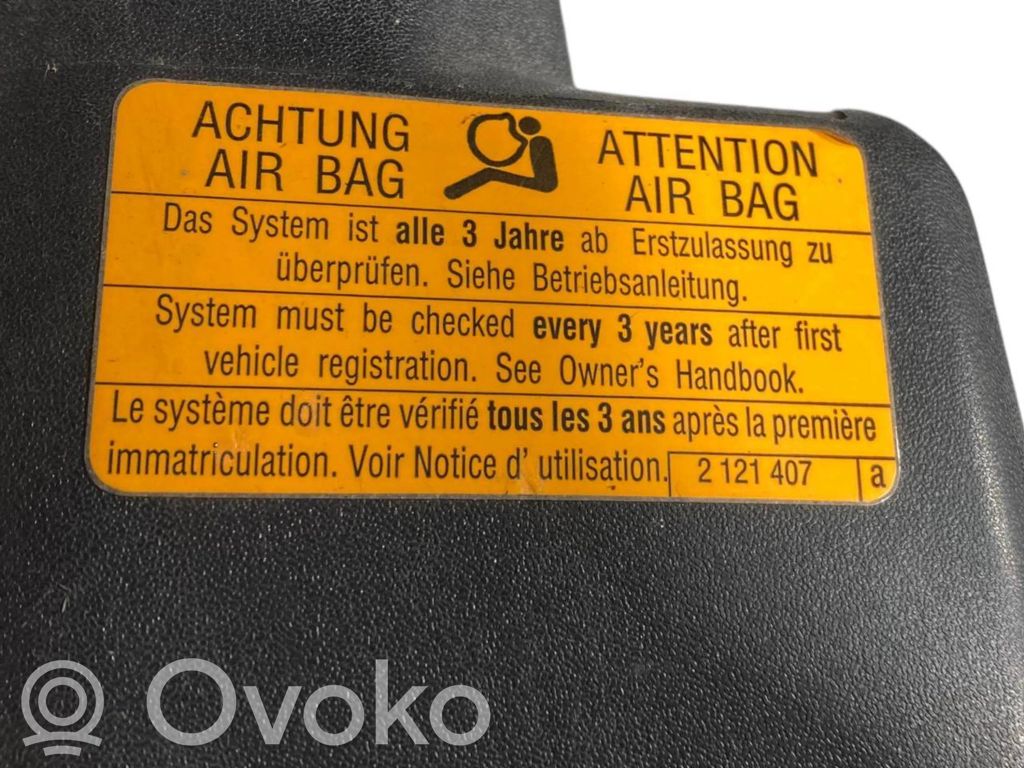 ACHTUNG
AIR BAG
ATTENTION
AIR BAG
Das System ist alle 3 Jahre ab Erstzulassung zu
überprüfen. Siehe Betriebsanleitung.
System must be checked every 3 years after first
vehicle registration. See Owner's Handbook.
Le système doit être vérifié tous les 3 ans après la première
immatriculation. Voir Notice d' utilisation.
2 121 407 a
Ovoko